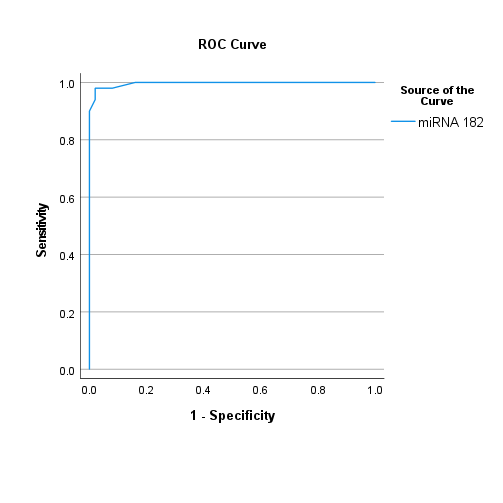 ROC Curve
Source of the
Curve
miRNA 182
Sensitivity
1.0
0.8
0.6
0.4
0.2
0.0
0.0 0.2 0.4 0.6 0.8 1.0
1 - Specificity